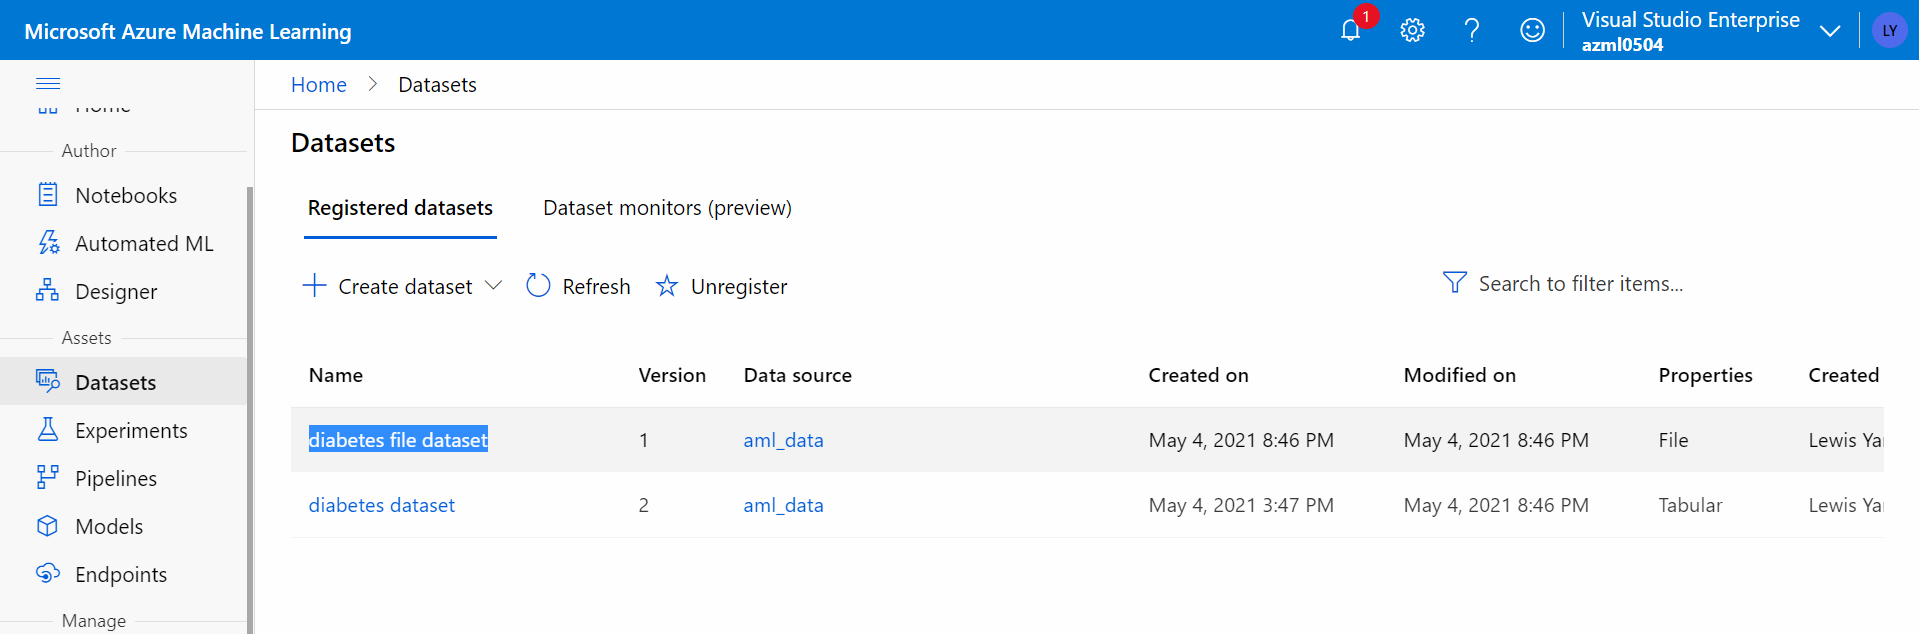 Microsoft Azure Machine Learning
1
Visual Studio Enterprise
azml0504
LY
Home
Author
Notebooks
Automated ML
Designer
Assets
Datasets
Experiments
Pipelines
Models
Endpoints
Manage
Home > Datasets
Datasets
Registered datasets Dataset monitors (preview)
Create dataset Refresh Unregister Search to filter items...
Name Version Data source Created on Modified on Properties Created
diabetes file dataset 1 aml_data May 4, 2021 8:46 PM May 4, 2021 8:46 PM File Lewis
diabetes dataset 2 aml_data May 4, 2021 3:47 PM May 4, 2021 8:46 PM Tabular Lewis